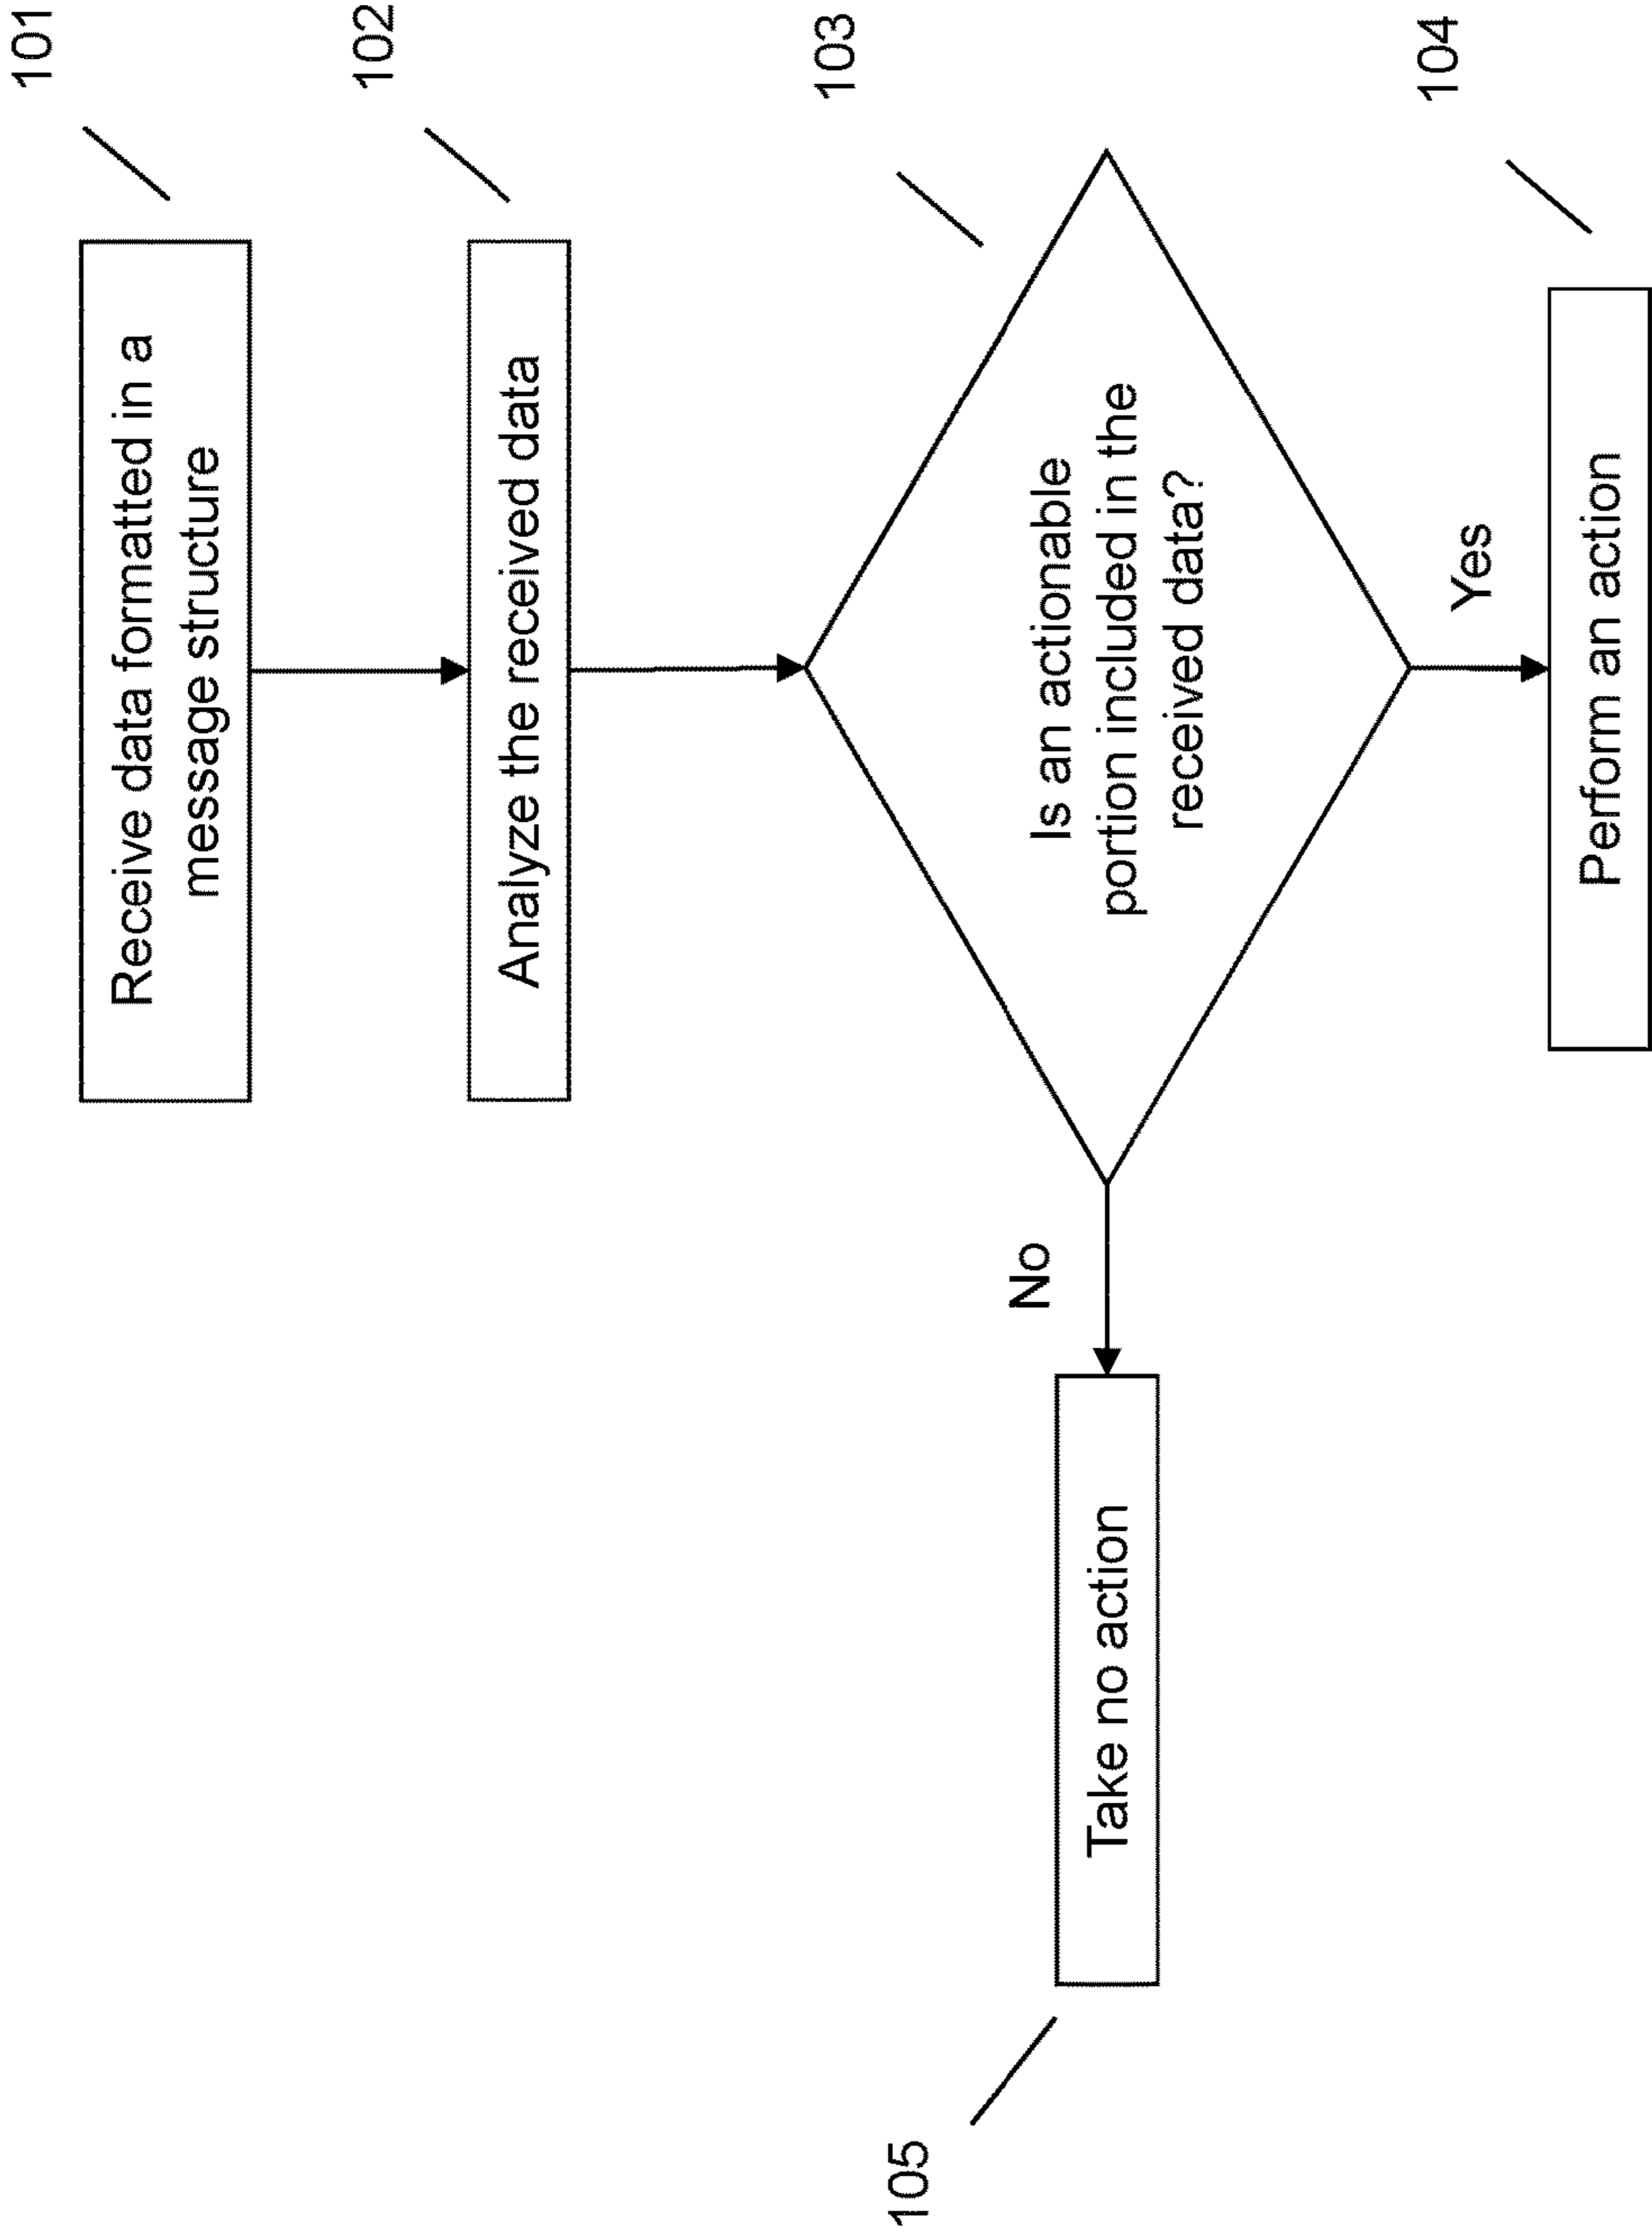 101
Receive data formatted in a
message structure
102
Analyze the received data
103
Is an actionable
portion included in the
received data?
No
Yes
105
Take no action
104
Perform an action